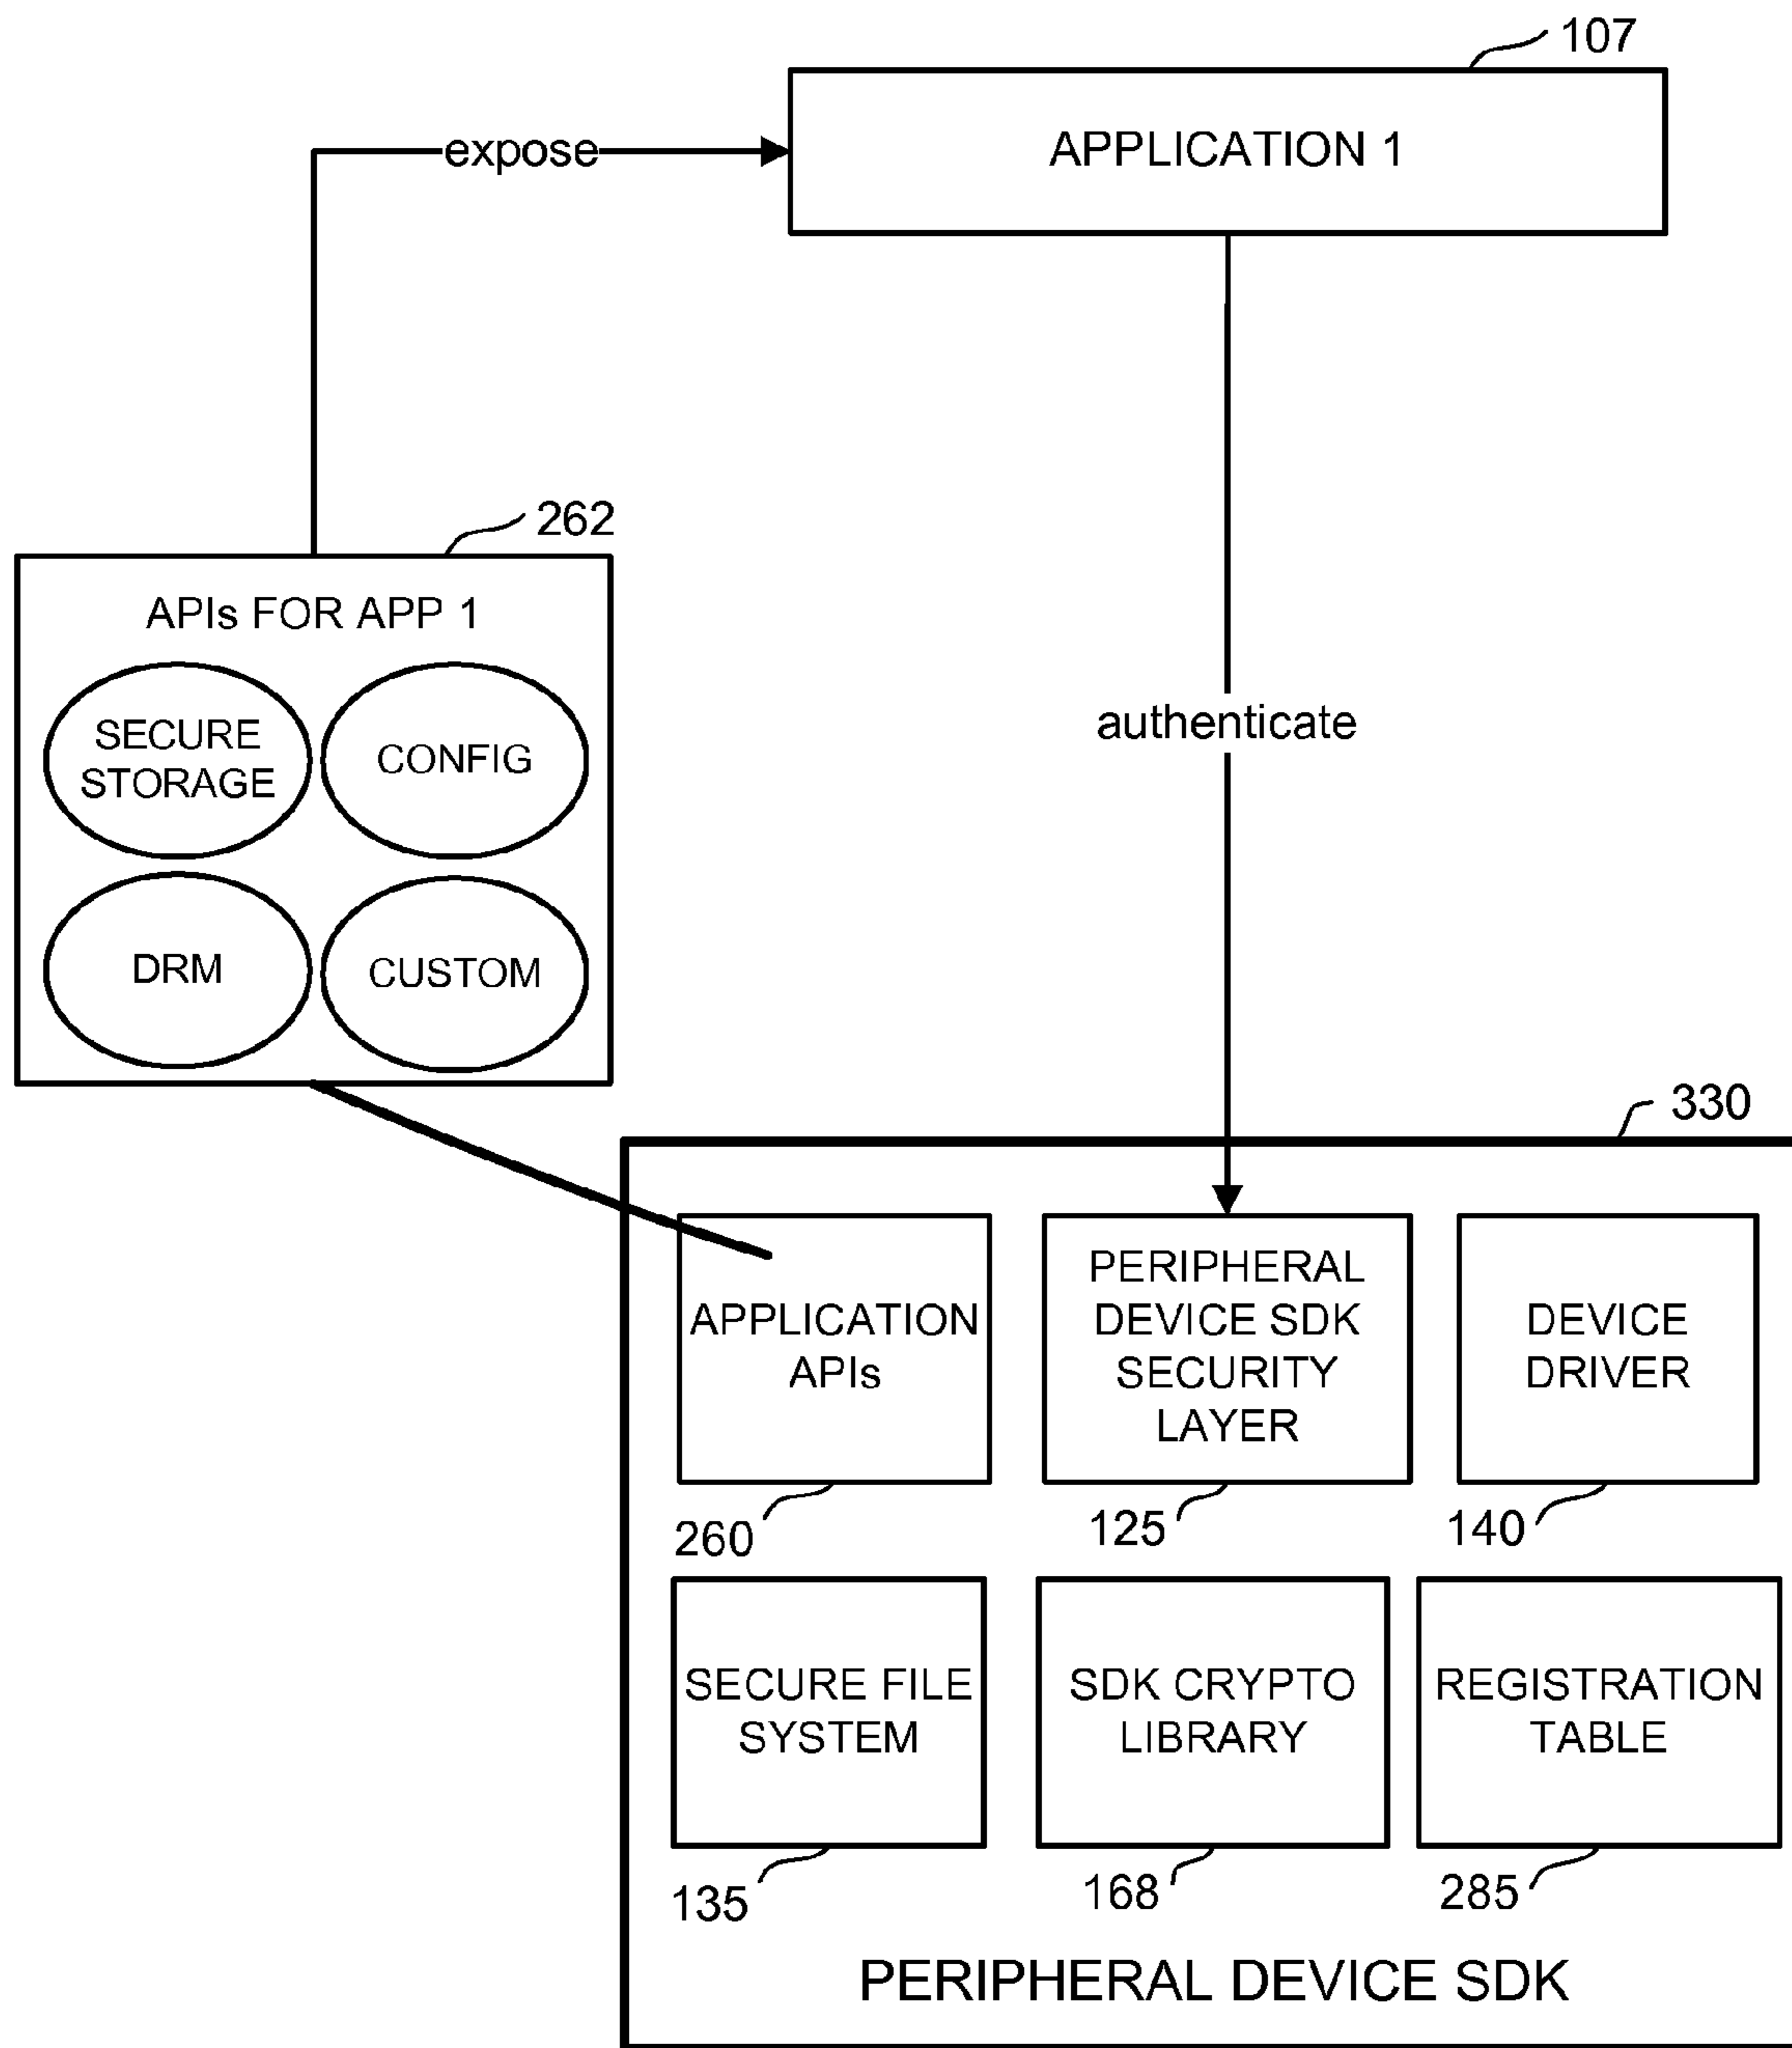 107
APPLICATION 1
expose
262
APIs FOR APP 1
SECURE
STORAGE
CONFIG
DRM
CUSTOM
authenticate
330
APPLICATION
APIs
260
PERIPHERAL
DEVICE SDK
SECURITY
LAYER
125
DEVICE
DRIVER
140
SECURE FILE
SYSTEM
135
SDK CRYPTO
LIBRARY
168
REGISTRATION
TABLE
285
PERIPHERAL DEVICE SDK